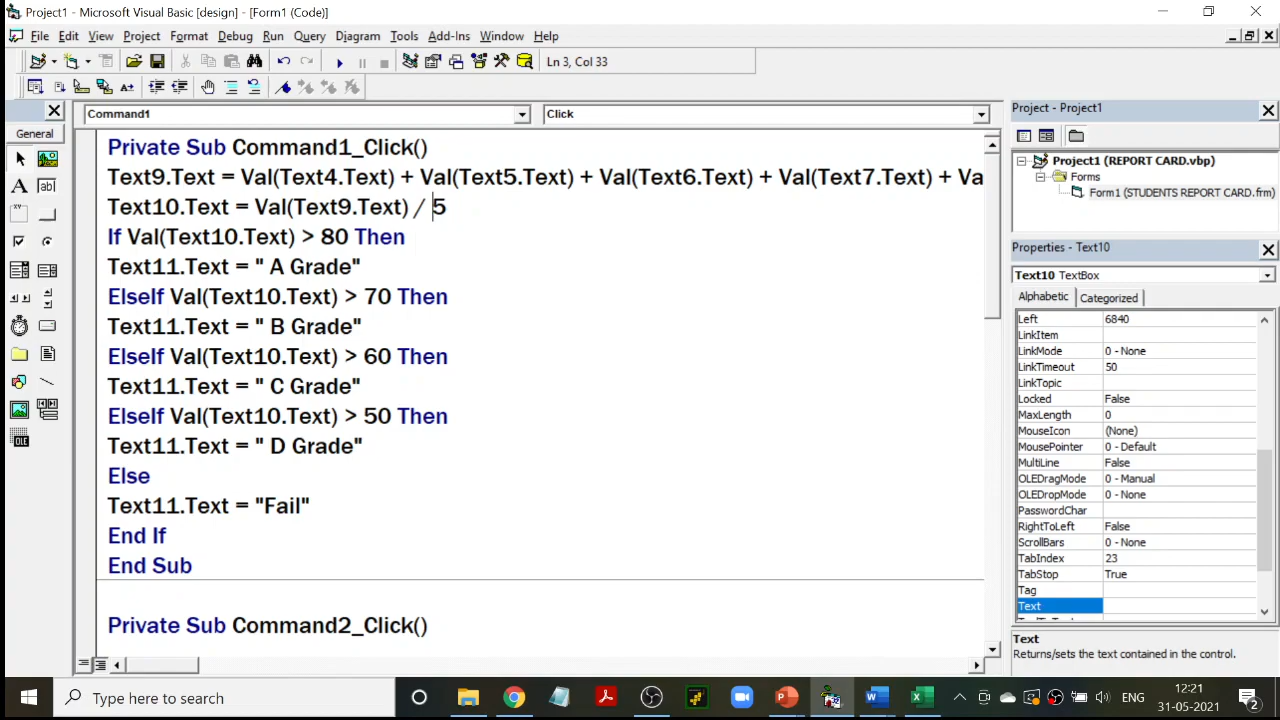 Project1 - Microsoft Visual Basic [design] - [Form1 (Code)]
File Edit View Project Format Debug Run Query Diagram Tools Add-Ins Window Help
Ln 3, Col 33
General
Command1
Click
Private Sub Command1_Click()
Text9.Text = Val(Text4.Text) + Val(Text5.Text) + Val(Text6.Text) + Val(Text7.Text) + Va
Text10.Text = Val(Text9.Text) / 5
If Val(Text10.Text) > 80 Then
Text11.Text = " A Grade"
ElseIf Val(Text10.Text) > 70 Then
Text11.Text = " B Grade"
ElseIf Val(Text10.Text) > 60 Then
Text11.Text = " C Grade"
ElseIf Val(Text10.Text) > 50 Then
Text11.Text = " D Grade"
Else
Text11.Text = "Fail"
End If
End Sub
Private Sub Command2_Click()
Project - Project1
Project1 (REPORT CARD.vbp)
Forms
Form1 (STUDENTS REPORT CARD.frm)
Properties - Text10
Text10 TextBox
Alphabetic Categorized
Left 6840
LinkItem
LinkMode 0 - None
LinkTimeout 50
LinkTopic
Locked False
MaxLength 0
MouseIcon (None)
MousePointer 0 - Default
MultiLine False
OLEDragMode 0 - Manual
OLEDropMode 0 - None
PasswordChar
RightToLeft False
ScrollBars 0 - None
TabIndex 23
TabStop True
Tag
Text
Text
Returns/sets the text contained in the control.
Type here to search
ENG
12:21
31-05-2021
2